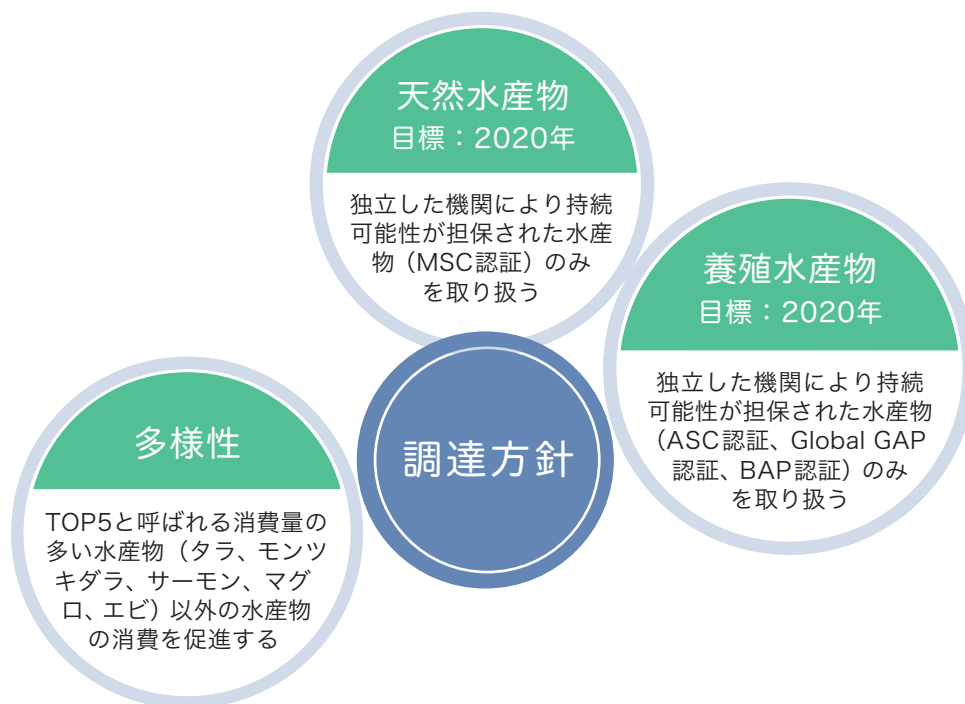 天然水産物
目標：2020年
独立した機関により持続
可能性が担保された水産
物（MSC認証）のみ
を取り扱う
養殖水産物
目標：2020年
独立した機関により持続
可能性が担保された水産物
（ASC認証、Global GAP
認証、BAP認証）のみ
を取り扱う
調達方針
多様性
TOP5と呼ばれる消費量の
多い水産物（タラ、モンツ
キダラ、サーモン、マグ
ロ、エビ）以外の水産物
の消費を促進する